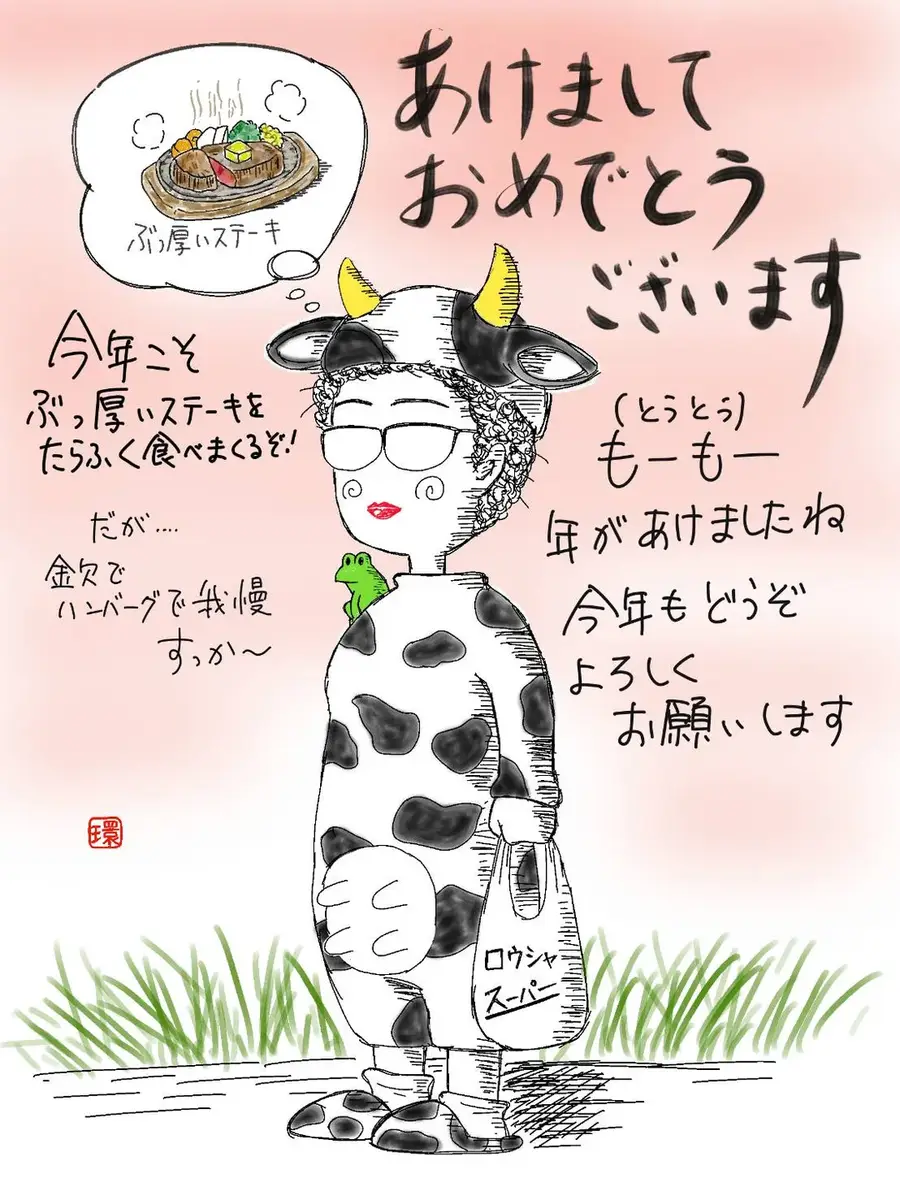 あけまして
おめでとう
ございます
ぶっ厚いステーキ
今年こそ
ぶっ厚いステーキを
たらふく食べまくるぞ!
だが....
金欠で
ハンバーグで我慢
すっか〜
(とうとう)
もーもー
年があけましたね
今年もどうぞ
よろしく
お願いします
環
ロウシャ
スーパー